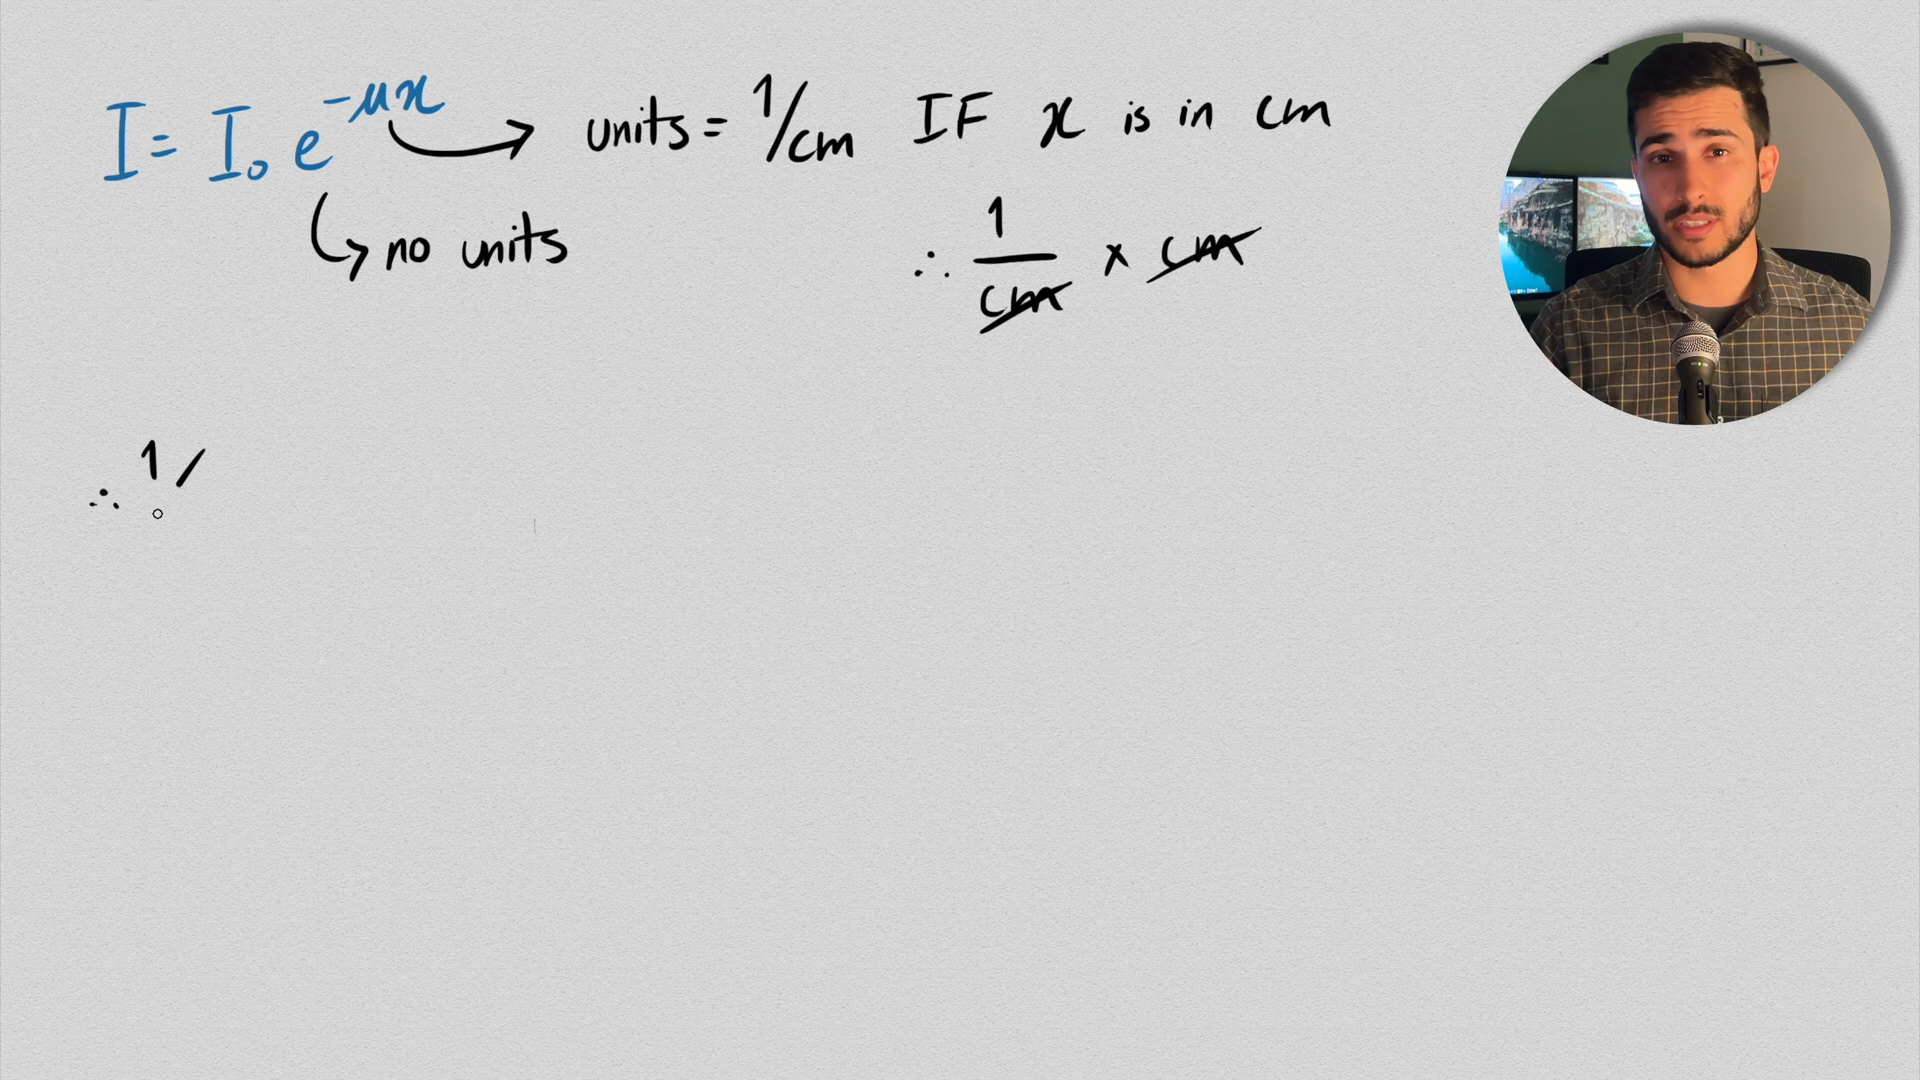 I = I₀ e^-μx → units = 1/cm IF x is in cm
↳ no units
∴ 1/cm x cm
∴ 1/